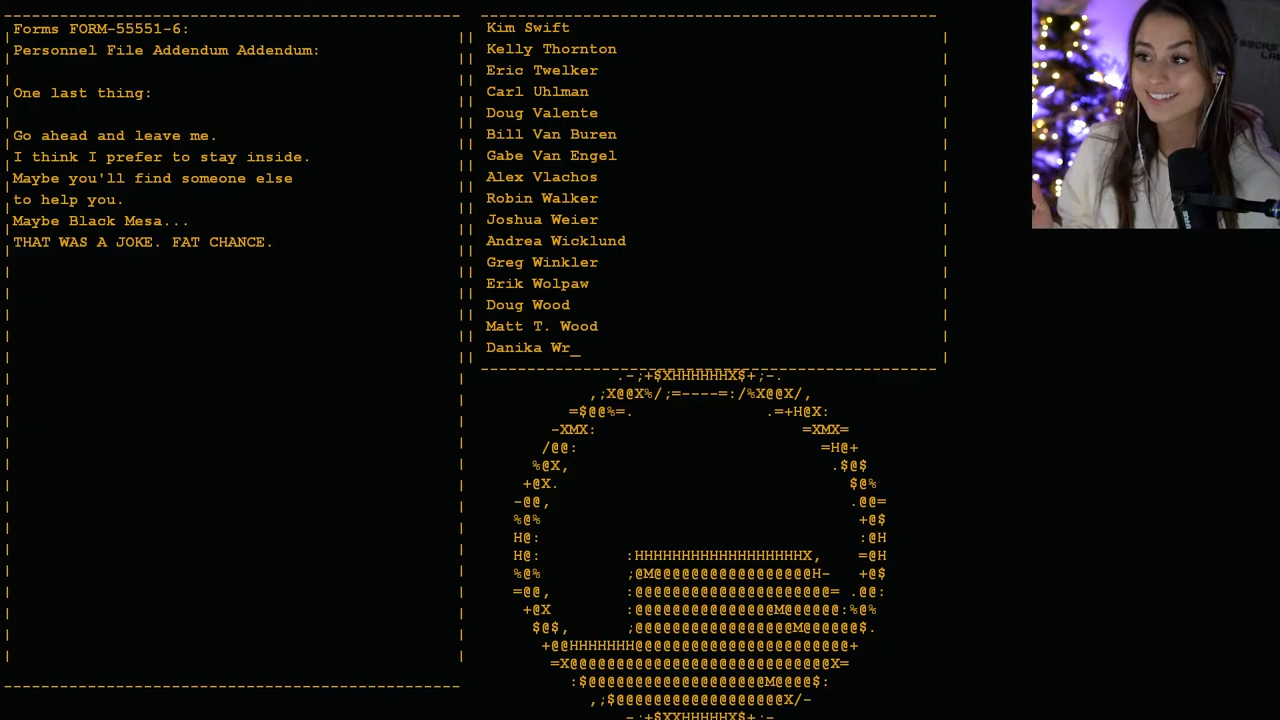 Forms FORM-55551-6:
Personnel File Addendum Addendum:
One last thing:
Go ahead and leave me.
I think I prefer to stay inside.
Maybe you'll find someone else
to help you.
Maybe Black Mesa...
THAT WAS A JOKE. FAT CHANCE.
Kim Swift
Kelly Thornton
Eric Twelker
Carl Uhlman
Doug Valente
Bill Van Buren
Gabe Van Engel
Alex Vlachos
Robin Walker
Joshua Weier
Andrea Wicklund
Greg Winkler
Erik Wolpaw
Doug Wood
Matt T. Wood
Danika Wr_